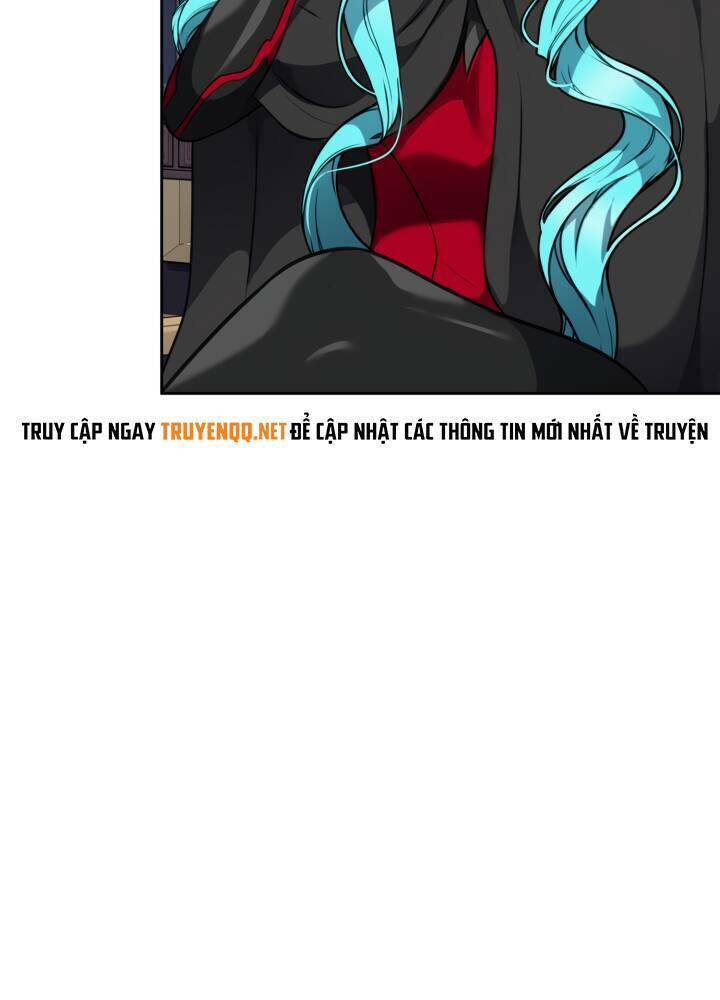 TRUY CẬP NGAY TRUYENQQ.NET ĐỂ CẬP NHẬT CÁC THÔNG TIN MỚI NHẤT VỀ TRUYỆN